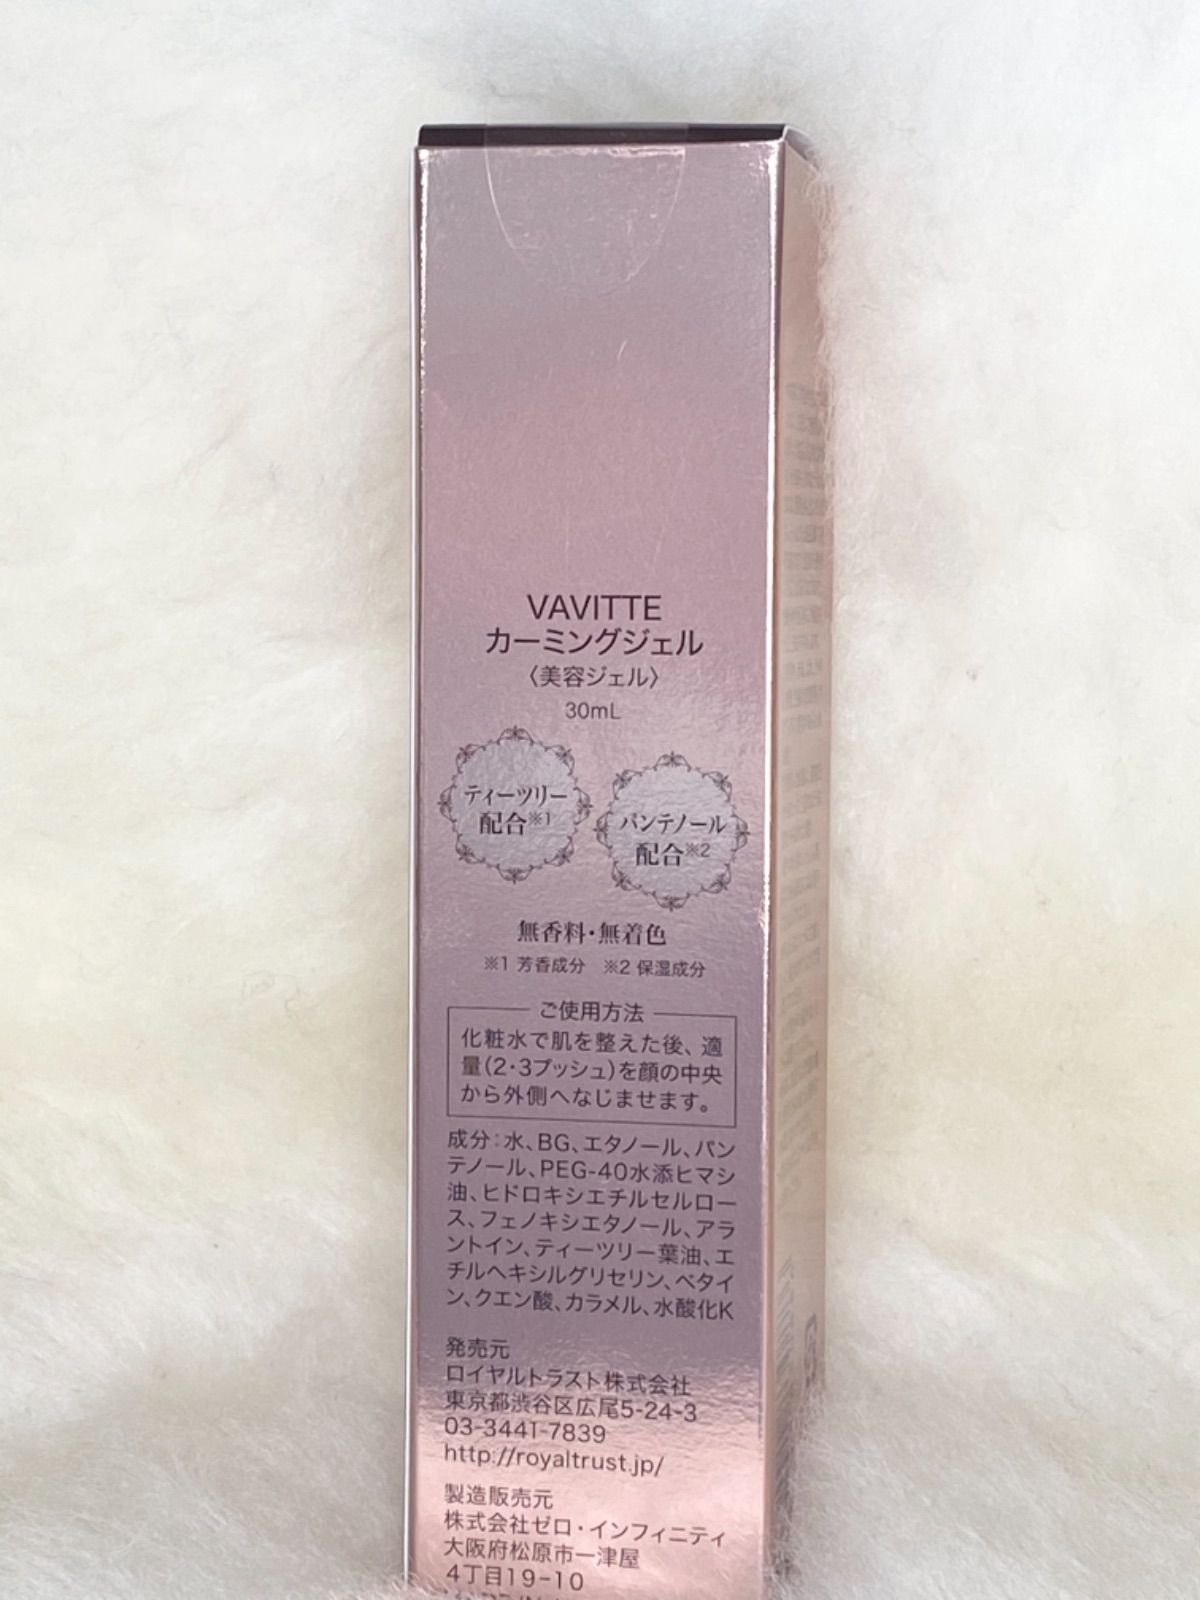 VAVITTE
カーミングジェル
〈美容ジェル〉
30mL
ティーツリー
配合※1
パンテノール
配合※2
無香料・無着色
※1 芳香成分 ※2 保湿成分
ご使用方法
化粧水で肌を整えた後、適
量(2・3プッシュ)を顔の中央
から外側へなじませます。
成分：水、BG、エタノール、パン
テノール、PEG-40水添ヒマシ
油、ヒドロキシエチルセルロー
ス、フェノキシエタノール、アラ
ントイン、ティーツリー葉油、エ
チルヘキシルグリセリン、ベタイ
ン、クエン酸、カラメル、水酸化K
発売元
ロイヤルトラスト株式会社
東京都渋谷区広尾5-24-3
03-3441-7839
http://royaltrust.jp/
製造販売元
株式会社ゼロ・インフィニティ
大阪府松原市一津屋
4丁目19-10